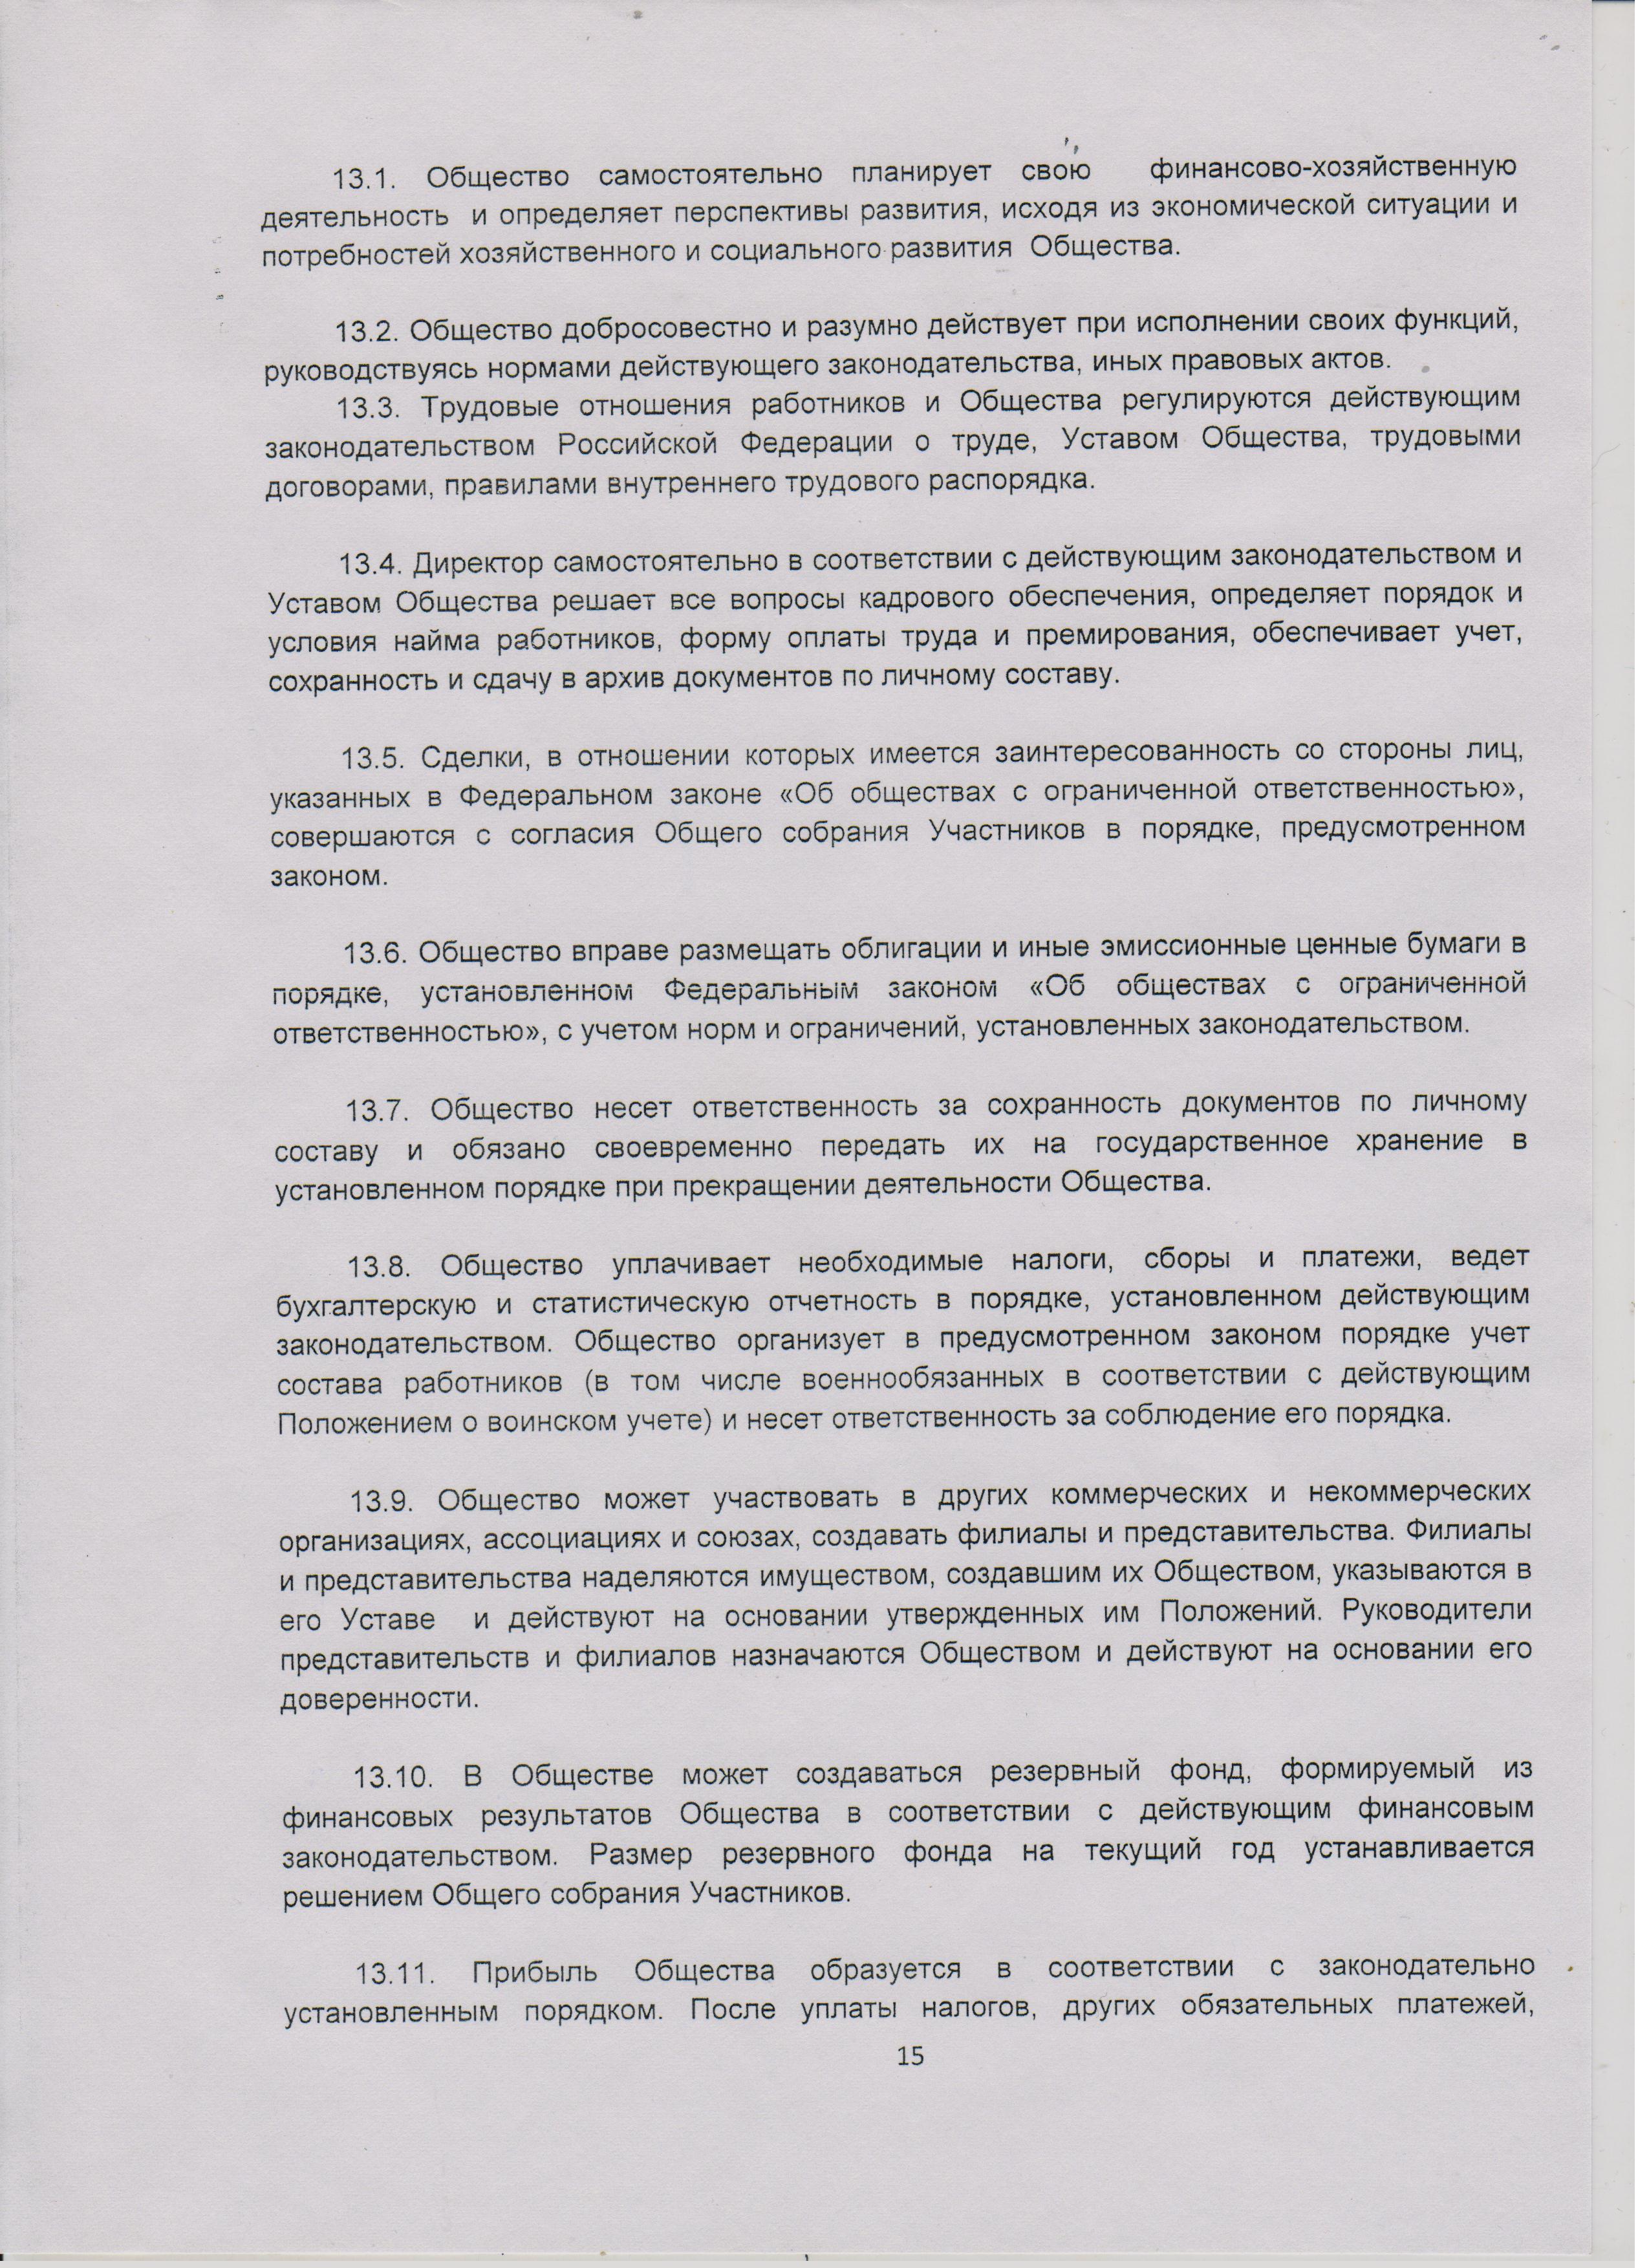 13.1. Общество самостоятельно планирует свою финансово-хозяйственную
деятельность и определяет перспективы развития, исходя из экономической ситуации и
потребностей хозяйственного и социального развития Общества.
13.2. Общество добросовестно и разумно действует при исполнении своих функций,
руководствуясь нормами действующего законодательства, иных правовых актов.
13.3. Трудовые отношения работников и Общества регулируются действующим
законодательством Российской Федерации о труде, Уставом Общества, трудовыми
договорами, правилами внутреннего трудового распорядка.
13.4. Директор самостоятельно в соответствии с действующим законодательством и
Уставом Общества решает все вопросы кадрового обеспечения, определяет порядок и
условия найма работников, форму оплаты труда и премирования, обеспечивает учет,
сохранность и сдачу в архив документов по личному составу.
13.5. Сделки, в отношении которых имеется заинтересованность со стороны лиц,
указанных в Федеральном законе «Об обществах с ограниченной ответственностью»,
совершаются с согласия Общего собрания Участников в порядке, предусмотренном
законом.
13.6. Общество вправе размещать облигации и иные эмиссионные ценные бумаги в
порядке, установленном Федеральным законом «Об обществах с ограниченной
ответственностью», с учетом норм и ограничений, установленных законодательством.
13.7. Общество несет ответственность за сохранность документов по личному
составу и обязано своевременно передать их на государственное хранение в
установленном порядке при прекращении деятельности Общества.
13.8. Общество уплачивает необходимые налоги, сборы и платежи, ведет
бухгалтерскую и статистическую отчетность в порядке, установленном действующим
законодательством. Общество организует в предусмотренном законом порядке учет
состава работников (в том числе военнообязанных в соответствии с действующим
Положением о воинском учете) и несет ответственность за соблюдение его порядка.
13.9. Общество может участвовать в других коммерческих и некоммерческих
организациях, ассоциациях и союзах, создавать филиалы и представительства. Филиалы
и представительства наделяются имуществом, создавшим их Обществом, указываются в
его Уставе и действуют на основании утвержденных им Положений. Руководители
представительств и филиалов назначаются Обществом и действуют на основании его
доверенности.
13.10. В Обществе может создаваться резервный фонд, формируемый из
финансовых результатов Общества в соответствии с действующим финансовым
законодательством. Размер резервного фонда на текущий год устанавливается
решением Общего собрания Участников.
13.11. Прибыль Общества образуется в соответствии с законодательно
установленным порядком. После уплаты налогов, других обязательных платежей,
15